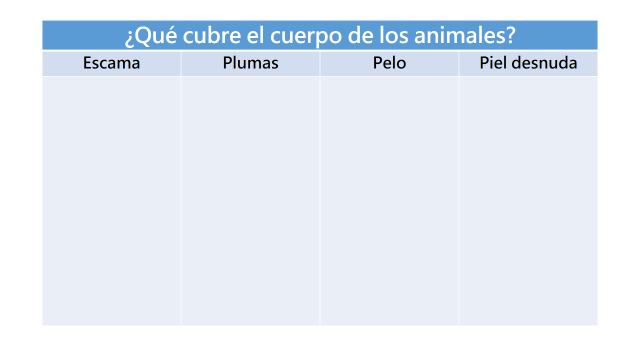 ¿Qué cubre el cuerpo de los animales?
Escama Plumas Pelo Piel desnuda